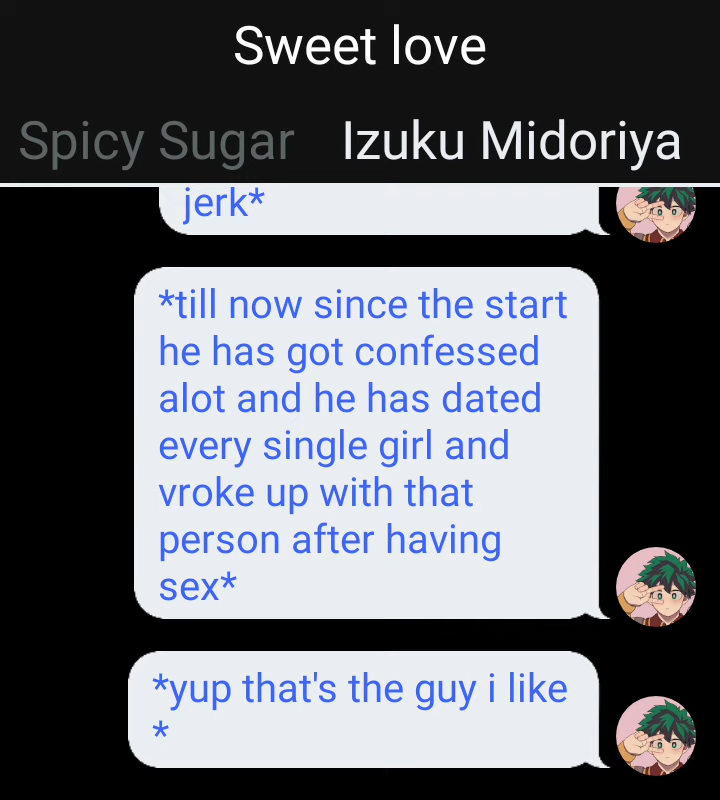 Sweet love
Spicy Sugar Izuku Midoriya
jerk*
*till now since the start
he has got confessed
alot and he has dated
every single girl and
vroke up with that
person after having
sex*
*yup that's the guy i like
*